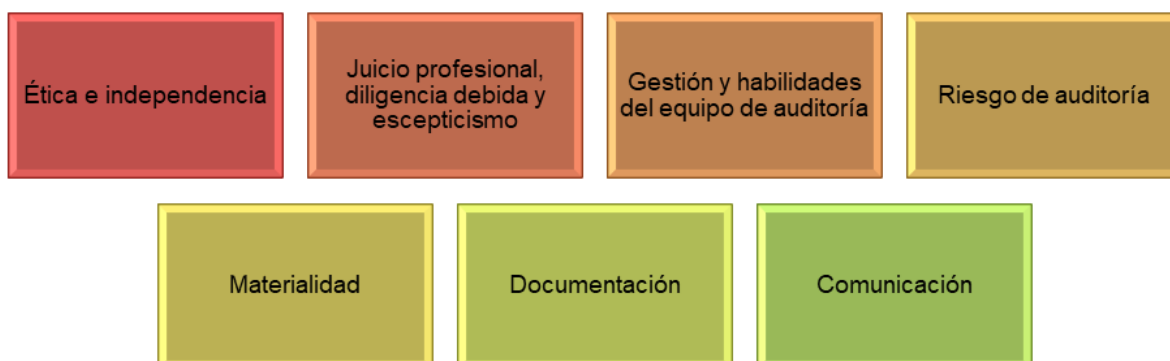 Ética e independencia
Juicio profesional,
diligencia debida y
escepticismo
Gestión y habilidades
del equipo de auditoría
Riesgo de auditoría
Materialidad
Documentación
Comunicación